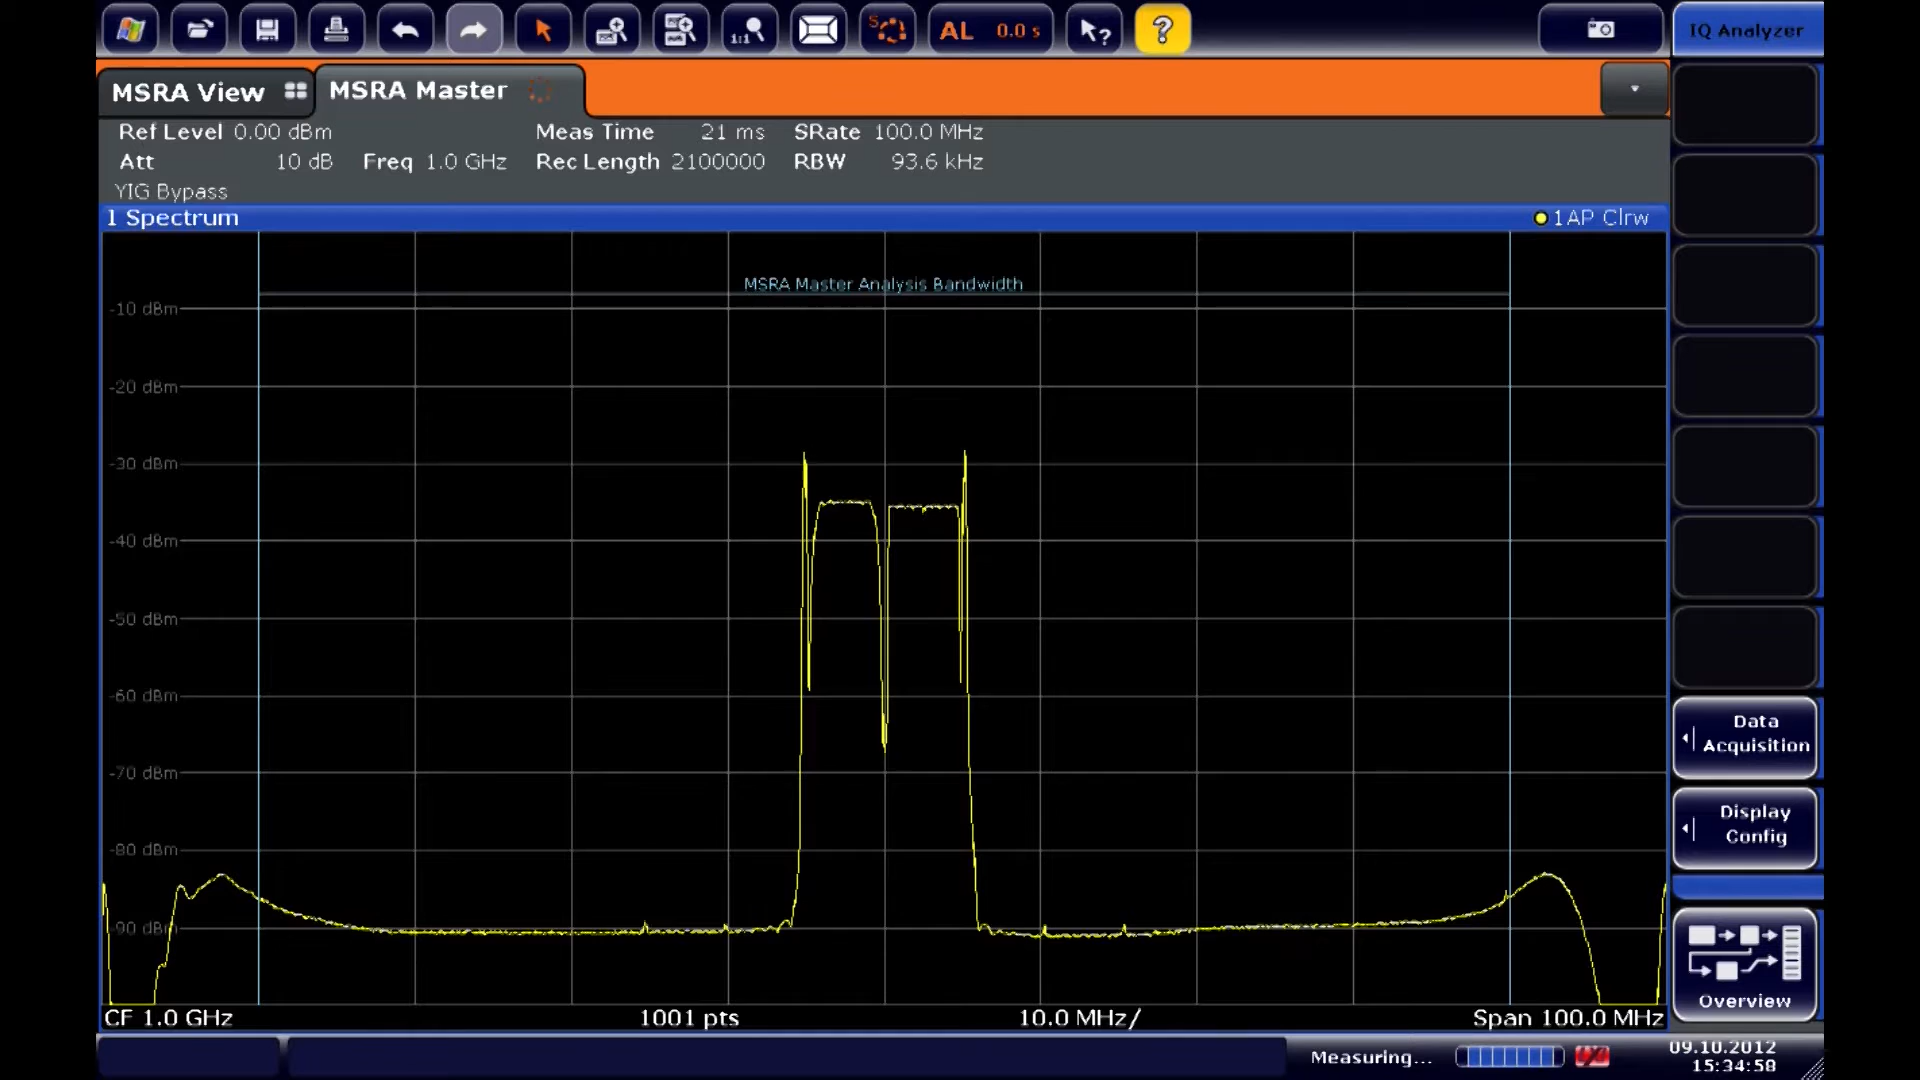 AL 0.0 s
IQ Analyzer
MSRA View MSRA Master
Ref Level 0.00 dBm Meas Time 21 ms SRate 100.0 MHz
Att 10 dB Freq 1.0 GHz Rec Length 2100000 RBW 93.6 kHz
YIG Bypass
1 Spectrum 1AP Clrw
MSRA Master Analysis Bandwidth
-10 dBm
-20 dBm
-30 dBm
-40 dBm
-50 dBm
-60 dBm
-70 dBm
-80 dBm
-90 dBm
CF 1.0 GHz 1001 pts 10.0 MHz/ Span 100.0 MHz
Data
Acquisition
Display
Config
Overview
Measuring...
09.10.2012
15:34:58